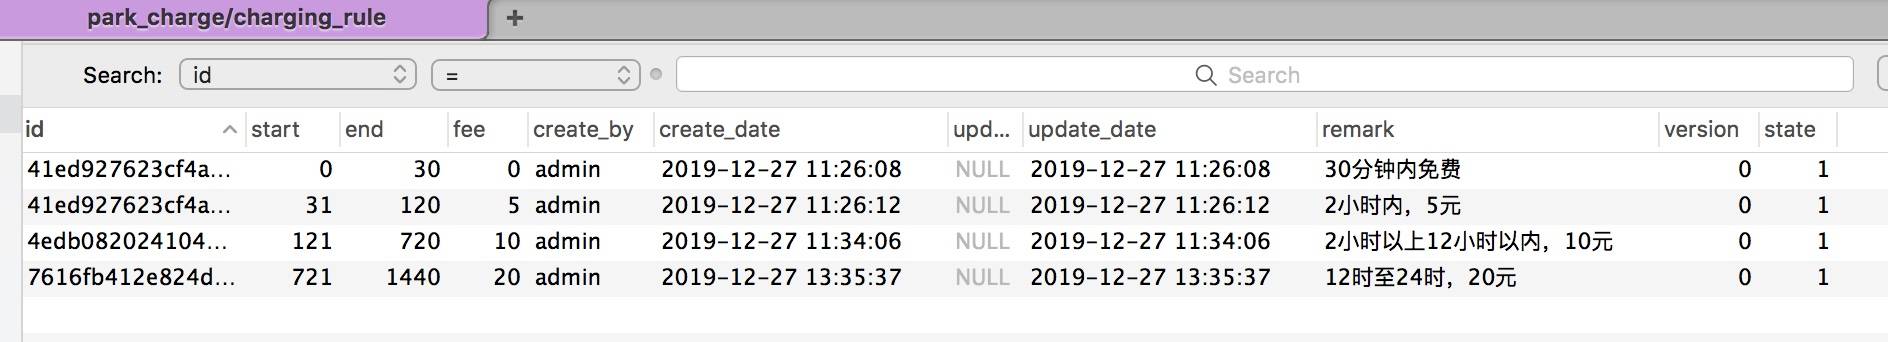 park_charge/charging_rule +
Search: id = Search
id start end fee create_by create_date upd... update_date remark version state
41ed927623cf4a... 0 30 0 admin 2019-12-27 11:26:08 NULL 2019-12-27 11:26:08 30分钟内免费 0 1
41ed927623cf4a... 31 120 5 admin 2019-12-27 11:26:12 NULL 2019-12-27 11:26:12 2小时内，5元 0 1
4edb082024104... 121 720 10 admin 2019-12-27 11:34:06 NULL 2019-12-27 11:34:06 2小时以上12小时以内，10元 0 1
7616fb412e824d... 721 1440 20 admin 2019-12-27 13:35:37 NULL 2019-12-27 13:35:37 12时至24时，20元 0 1